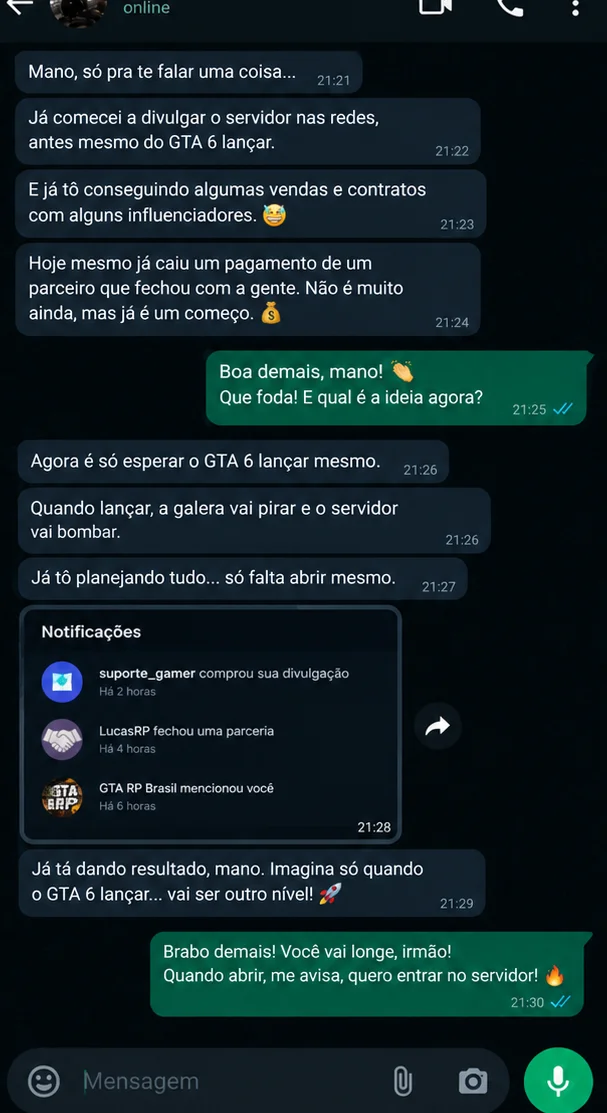 online
Mano, só pra te falar uma coisa...
21:21
Já comecei a divulgar o servidor nas redes,
antes mesmo do GTA 6 lançar.
21:22
E já tô conseguindo algumas vendas e contratos
com alguns influenciadores. 😅
21:23
Hoje mesmo já caiu um pagamento de um
parceiro que fechou com a gente. Não é muito
ainda, mas já é um começo. 💰
21:24
Boa demais, mano! 👏
Que foda! E qual é a ideia agora?
21:25
Agora é só esperar o GTA 6 lançar mesmo.
21:26
Quando lançar, a galera vai pirar e o servidor
vai bombar.
21:26
Já tô planejando tudo... só falta abrir mesmo.
21:27
Notificações
suporte_gamer comprou sua divulgação
Há 2 horas
LucasRP fechou uma parceria
Há 4 horas
GTA RP Brasil mencionou você
Há 6 horas
21:28
Já tá dando resultado, mano. Imagina só quando
o GTA 6 lançar... vai ser outro nível! 🚀
21:29
Brabo demais! Você vai longe, irmão!
Quando abrir, me avisa, quero entrar no servidor! 🔥
21:30
Mensagem